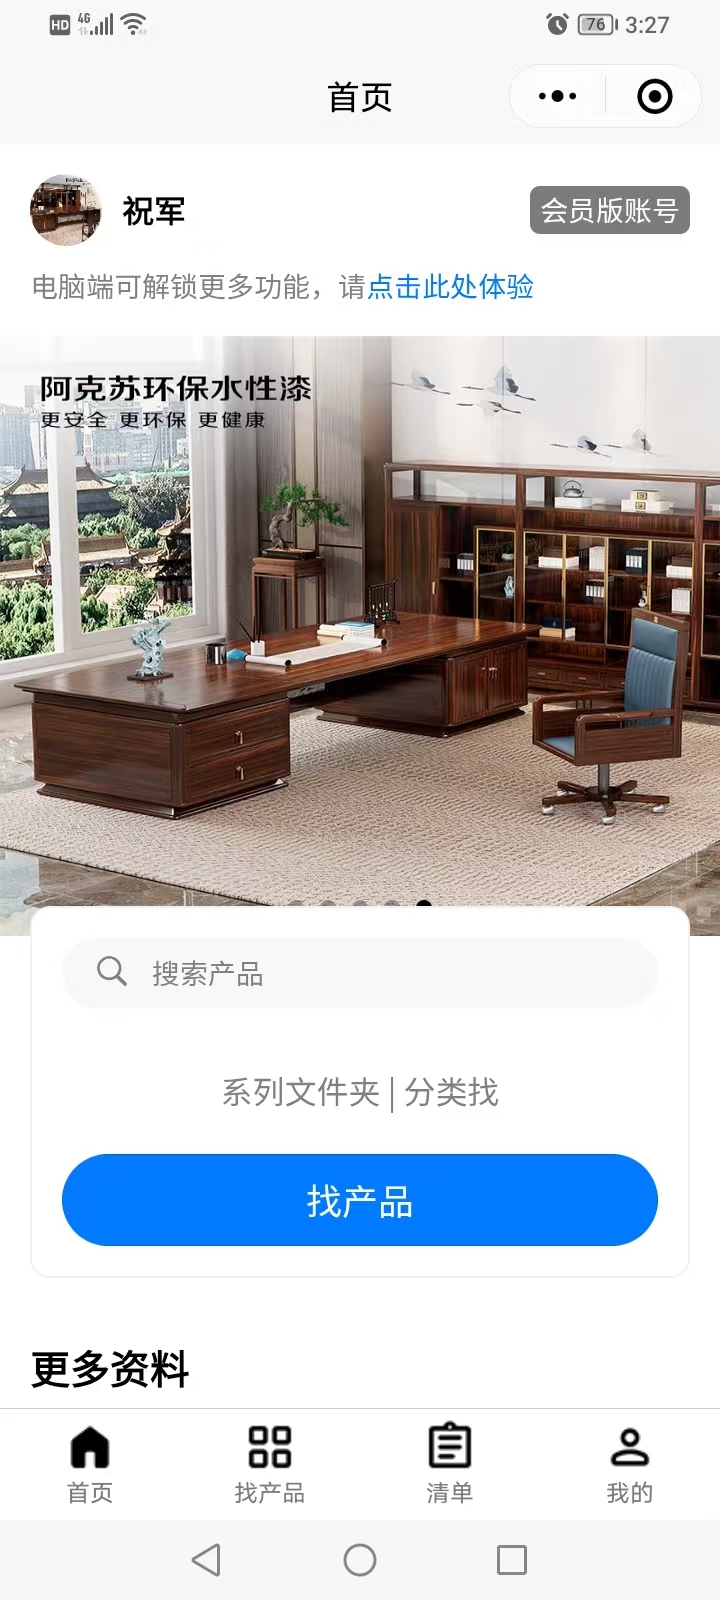 HD 4G 76 3:27
首页
祝军 会员版账号
电脑端可解锁更多功能，请点击此处体验
阿克苏环保水性漆
更安全 更环保 更健康
搜索产品
系列文件夹 | 分类找
找产品
更多资料
首页 找产品 清单 我的